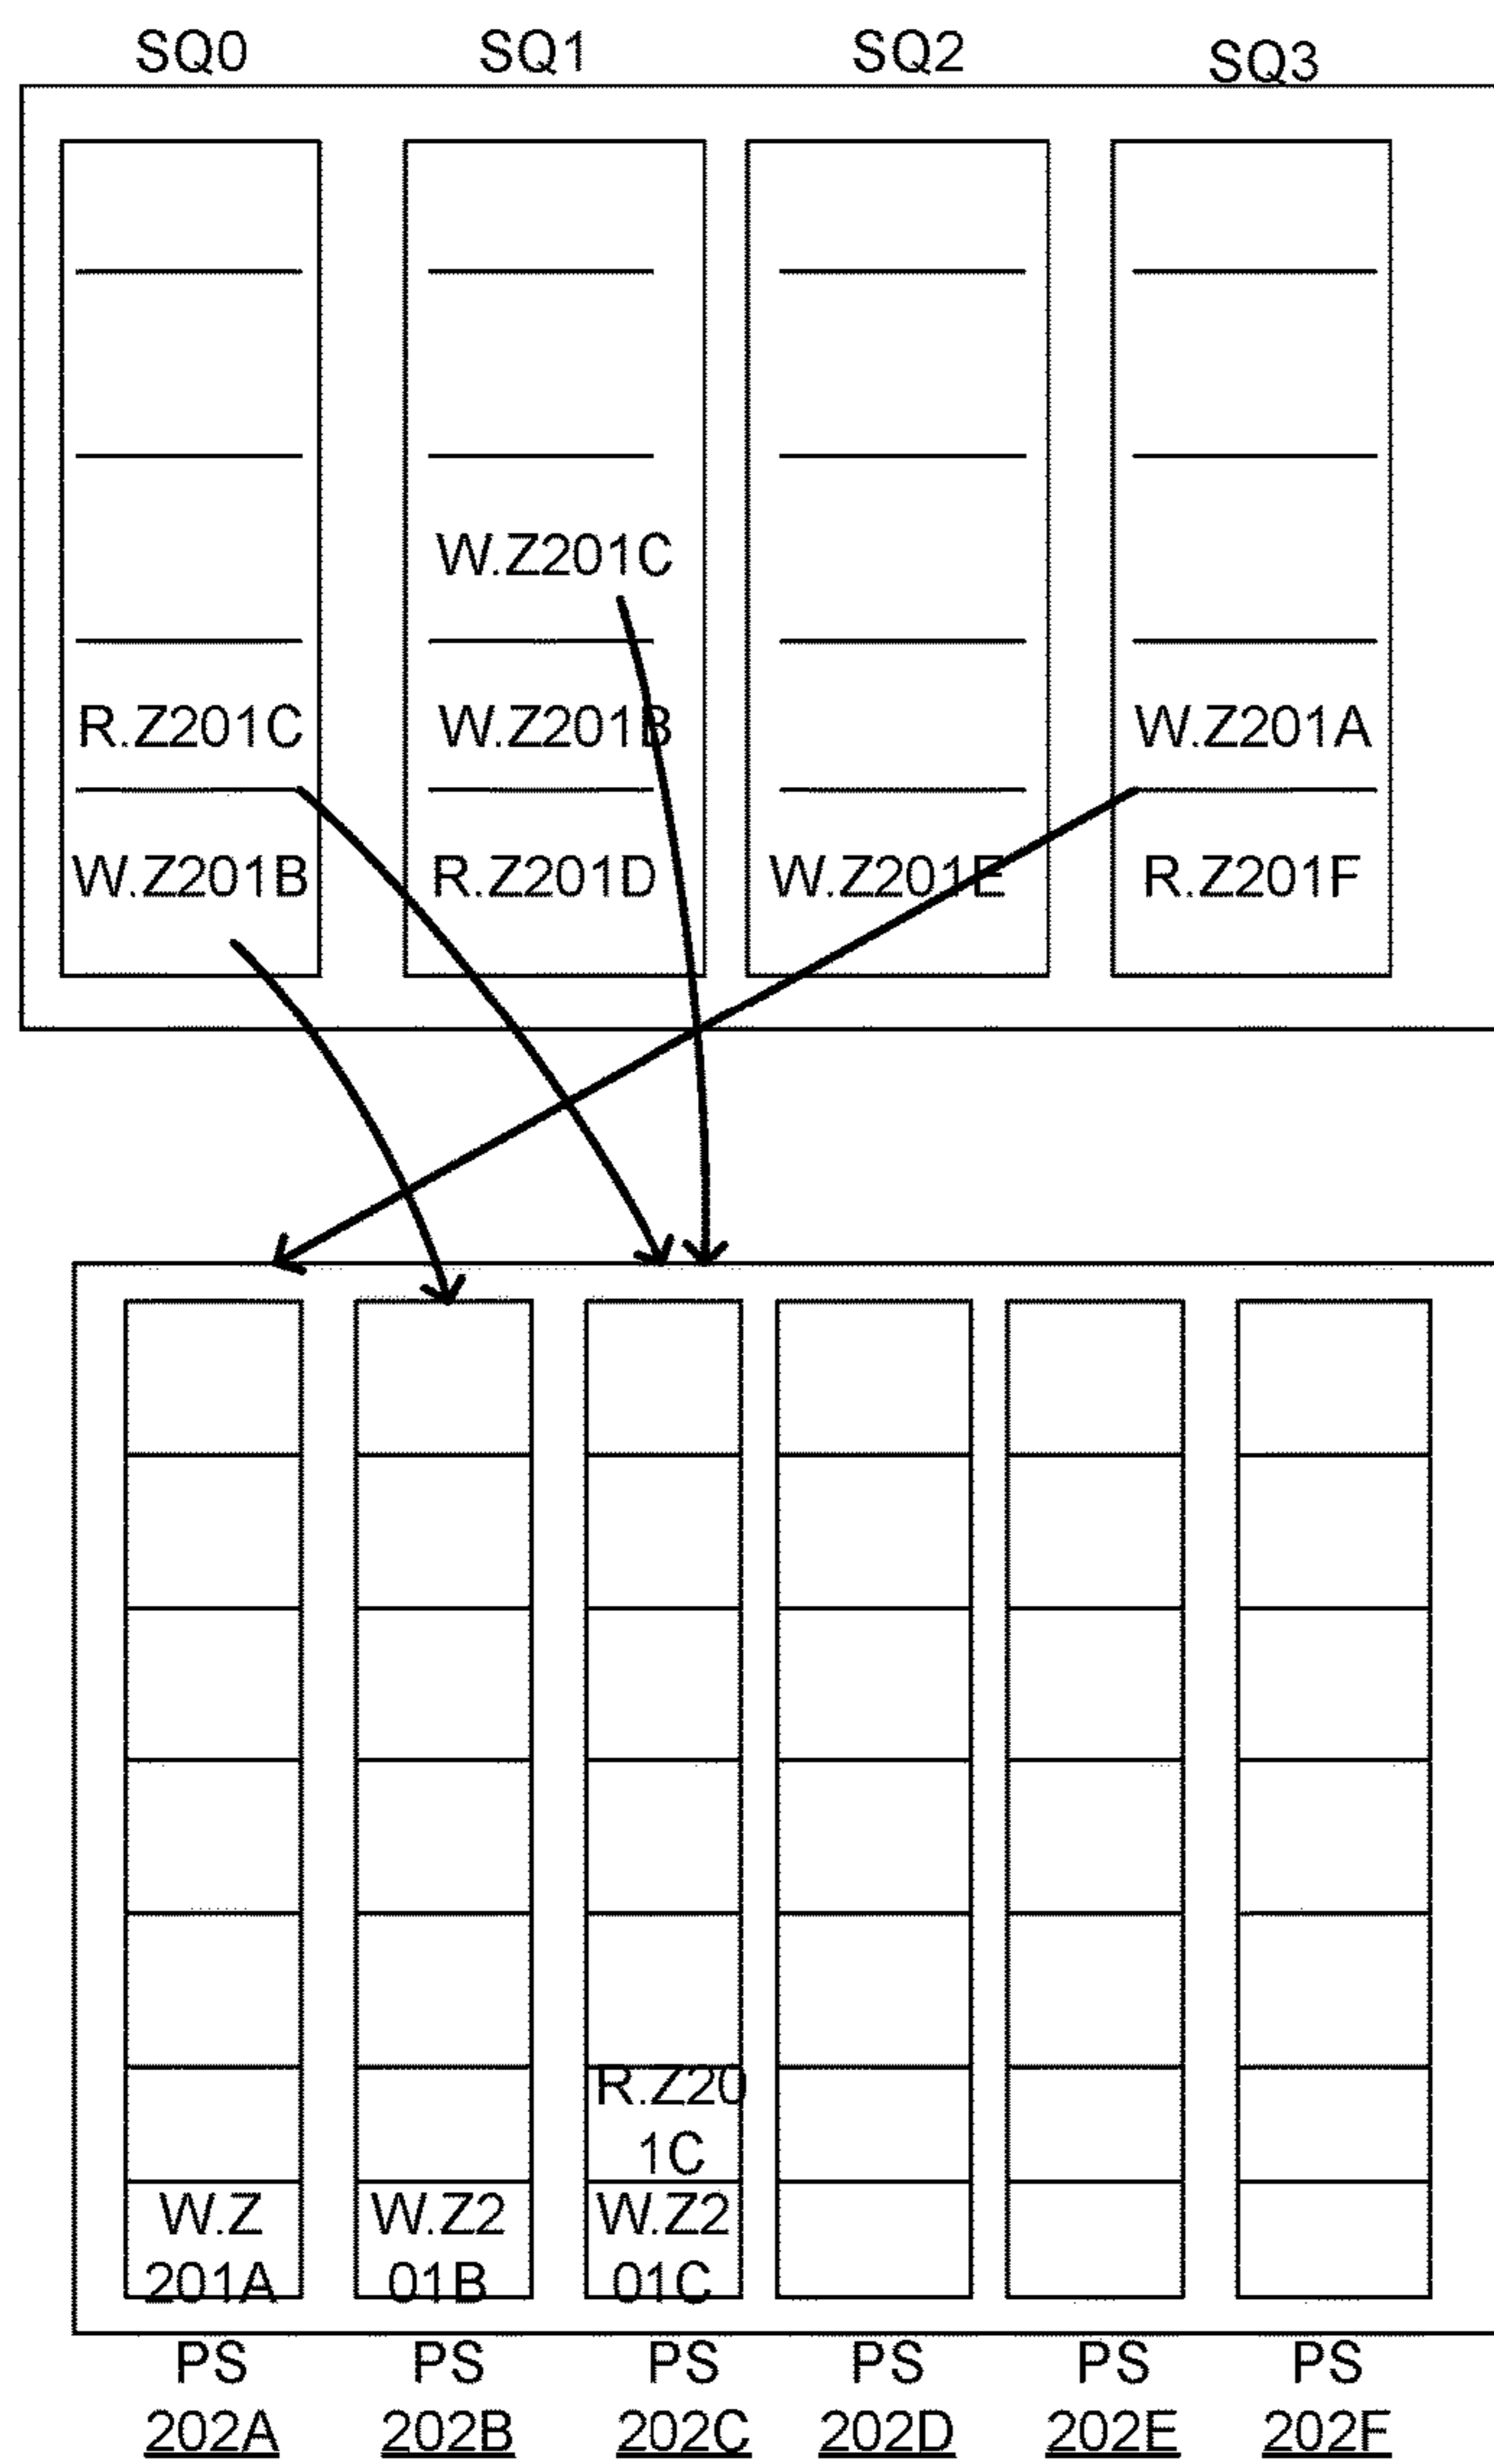 SQ0 SQ1 SQ2 SQ3
W.Z201C
R.Z201C W.Z201B W.Z201A
W.Z201B R.Z201D W.Z201E R.Z201F
R.Z20
1C
W.Z W.Z2 W.Z2
201A 01B 01C
PS PS PS PS PS PS
202A 202B 202C 202D 202E 202F